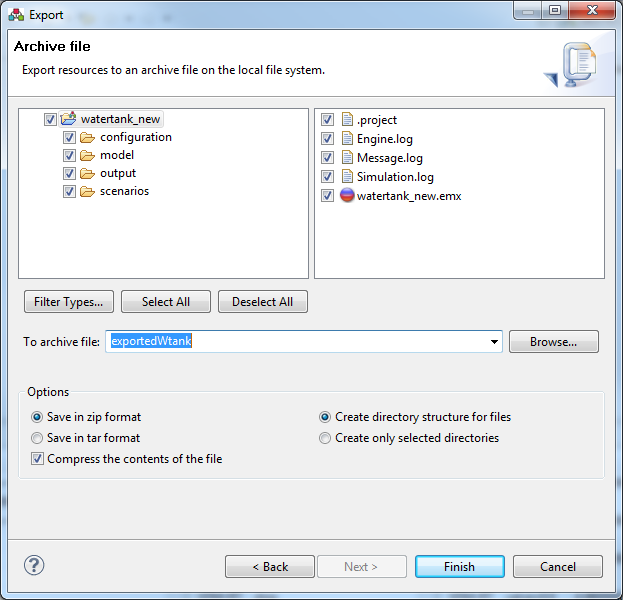 Export
Archive file
Export resources to an archive file on the local file system.
watertank_new
configuration
model
output
scenarios
.project
Engine.log
Message.log
Simulation.log
watertank_new.emx
Filter Types... Select All Deselect All
To archive file: exportedWtank Browse...
Options
Save in zip format
Save in tar format
Compress the contents of the file
Create directory structure for files
Create only selected directories
? < Back Next > Finish Cancel